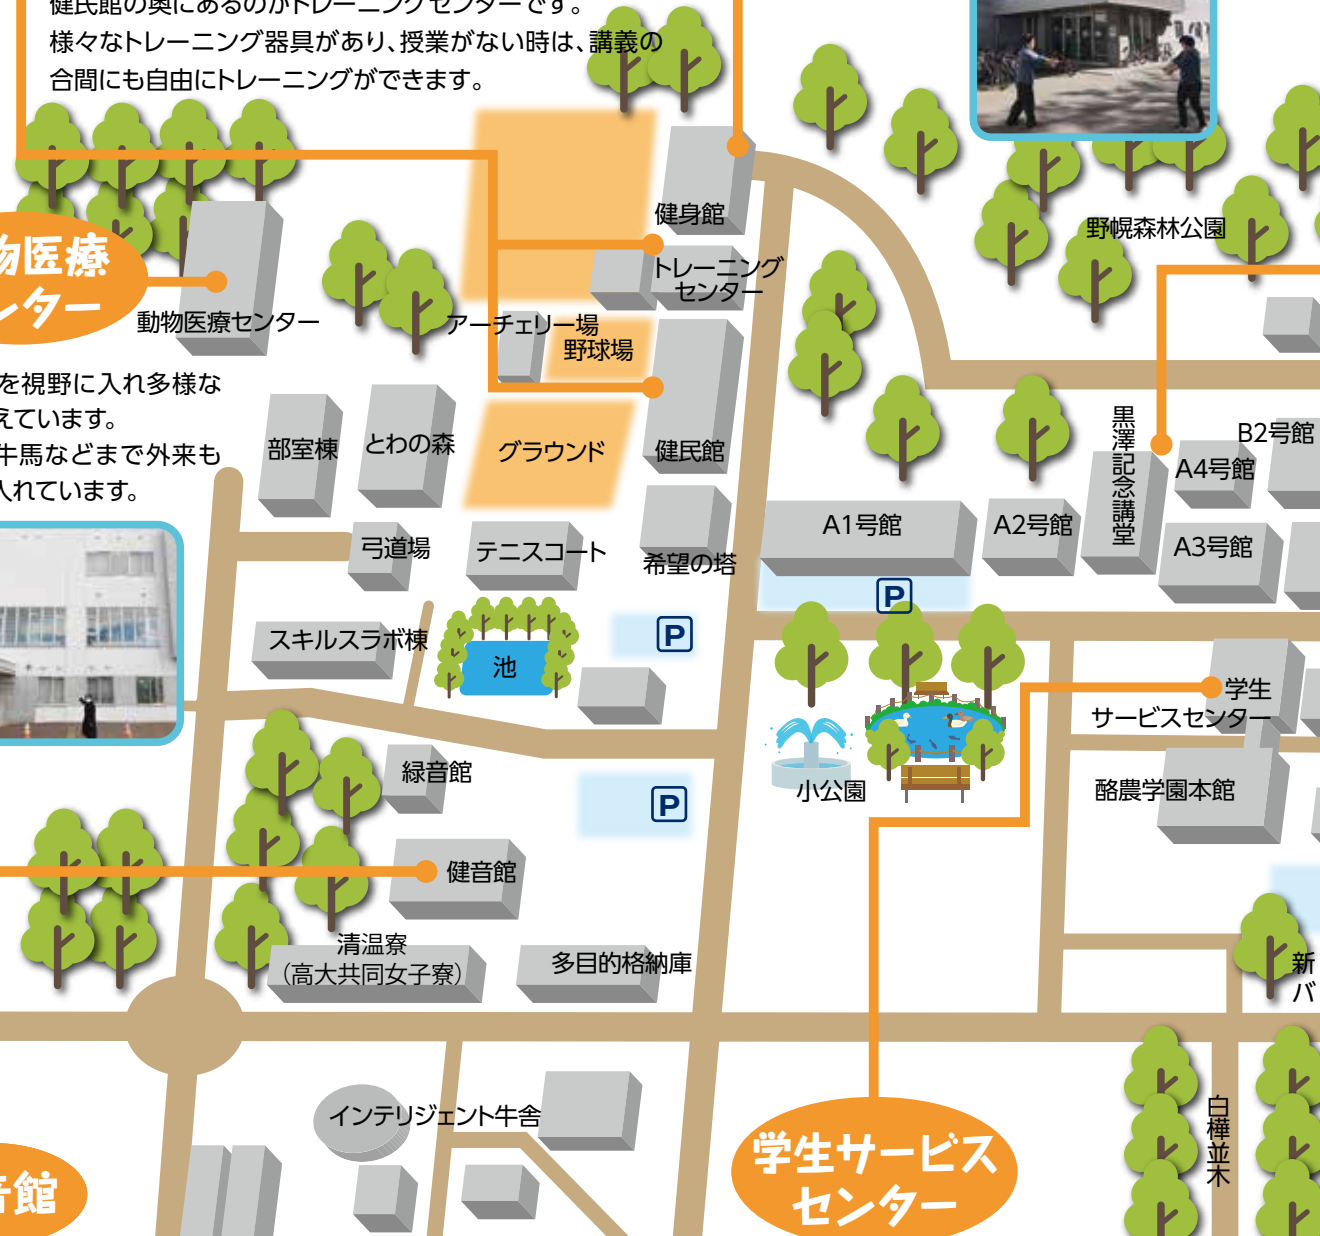 健民館の奥にあるのがトレーニングセンターです。
様々なトレーニング器具があり、授業がない時は、講義の
合間にも自由にトレーニングができます。
健身館
野幌森林公園
物医療
ンター
動物医療センター
トレーニング
センター
アーチェリー場
野球場
を視野に入れ多様な
えています。
牛馬などまで外来も
入れています。
部室棟
とわの森
グラウンド
健民館
黒澤記念講堂
B2号館
A4号館
A1号館
A2号館
A3号館
弓道場
テニスコート
希望の塔
P
スキルスラボ棟
池
P
学生
サービスセンター
緑音館
小公園
酪農学園本館
P
健音館
清温寮
（高大共同女子寮）
多目的格納庫
新
バ
インテリジェント牛舎
白樺並木
学生サービス
センター
音館